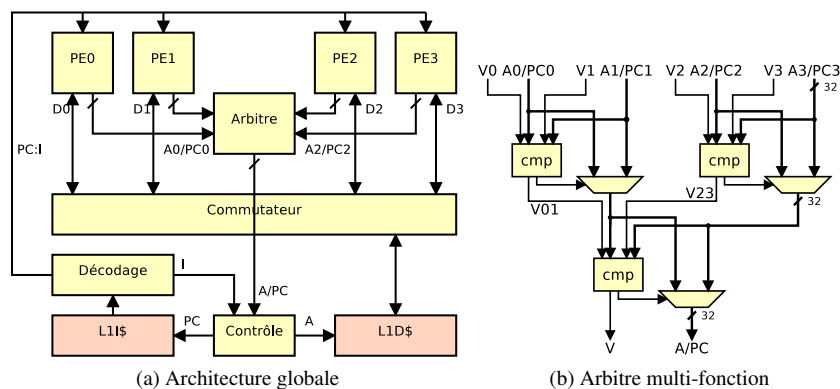 PE0
PE1
PE2
PE3
D0
D1
Arbitre
D2
D3
A0/PC0
A2/PC2
PC:I
Commutateur
Décodage
I
A/PC
L1I$
PC
Contrôle
A
L1D$
(a) Architecture globale
V0 A0/PC0 V1 A1/PC1 V2 A2/PC2 V3 A3/PC3
32
cmp
cmp
V01
V23
32
cmp
32
V
A/PC
(b) Arbitre multi-fonction